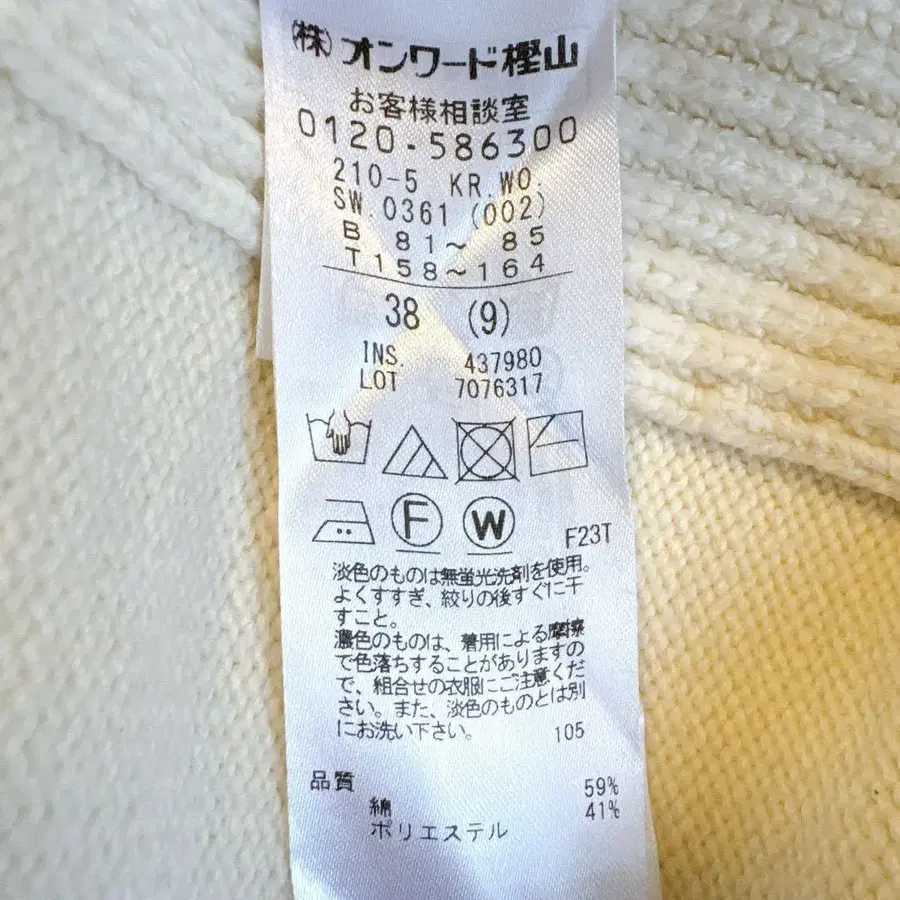 (株)オンワード樫山
お客様相談室
0120-586300
210-5 KR.WO.
SW.0361 (002)
B 81～ 85
T 158～164
38 (9)
INS. 437980
LOT 7076317
F W
F23T
淡色のものは無蛍光洗剤を使用。
よくすすぎ、絞りの後すぐに干
すこと。
濃色のものは、着用による摩擦
で色落ちすることがありますの
で、組合せの衣服にご注意くだ
さい。また、淡色のものとは別
にお洗い下さい。
105
品質
綿 59%
ポリエステル 41%